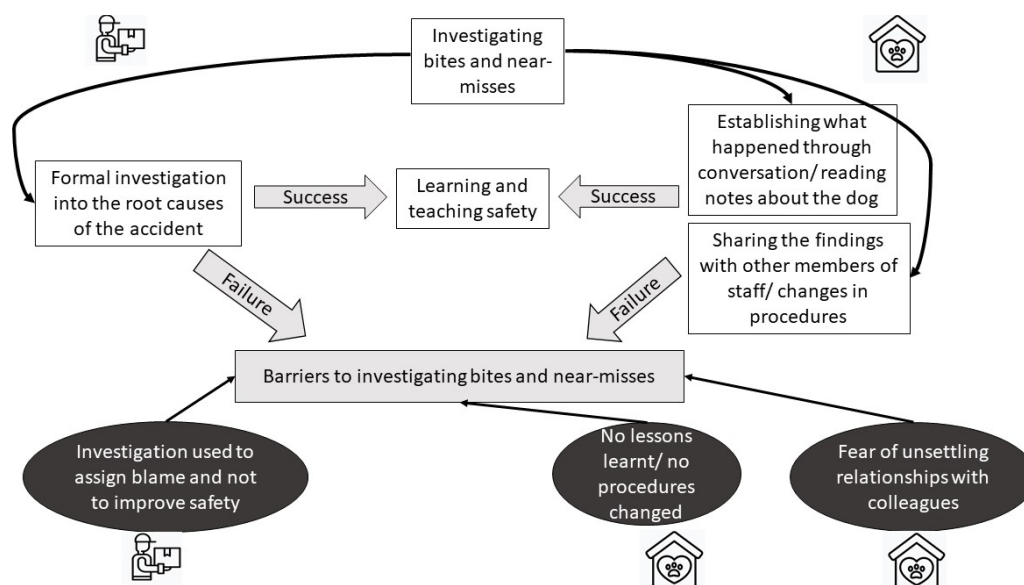 Investigating
bites and near-
misses
Establishing what
happened through
conversation/ reading
notes about the dog
Formal investigation
into the root causes
of the accident
Success
Learning and
teaching safety
Success
Sharing the findings
with other members of
staff/ changes in
procedures
Failure
Failure
Barriers to investigating bites and near-misses
Investigation used to
assign blame and not
to improve safety
No lessons
learnt/ no
procedures
changed
Fear of unsettling
relationships with
colleagues